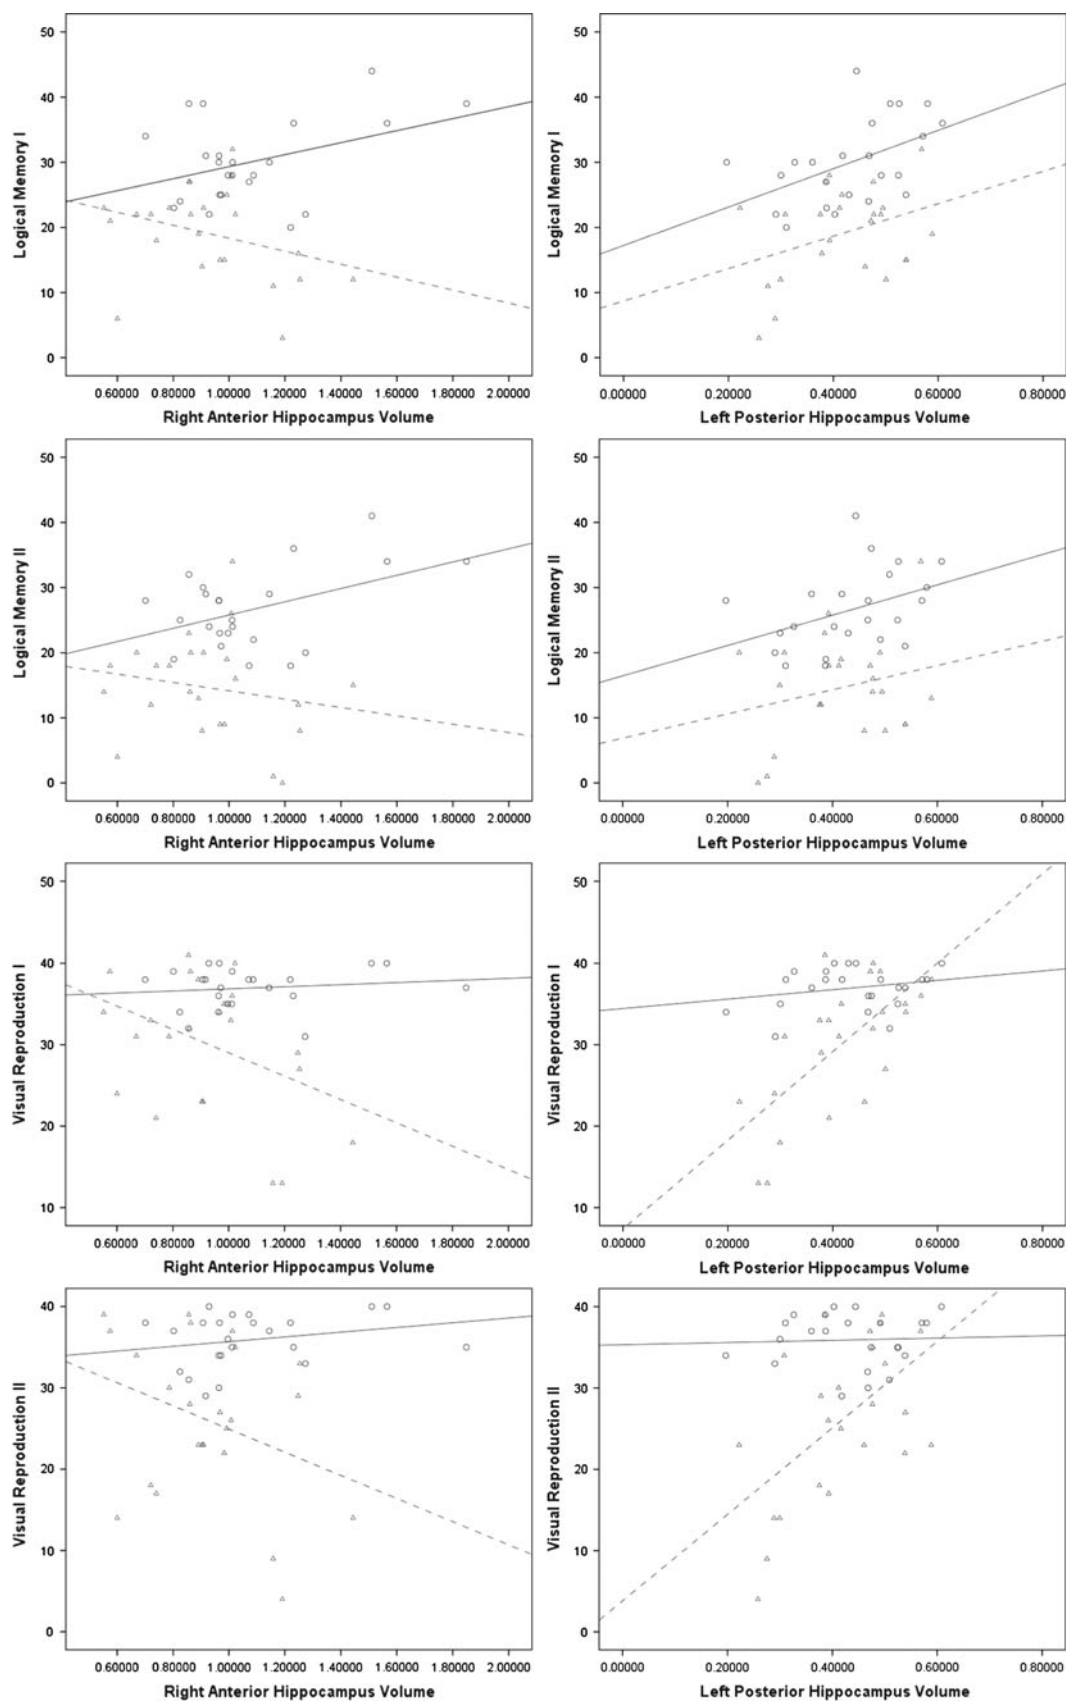 50
40
30
20
10
0
Logical Memory I
0.60000 0.80000 1.00000 1.20000 1.40000 1.60000 1.80000 2.00000
Right Anterior Hippocampus Volume
50
40
30
20
10
0
Logical Memory I
0.00000 0.20000 0.40000 0.60000 0.80000
Left Posterior Hippocampus Volume
50
40
30
20
10
0
Logical Memory II
0.60000 0.80000 1.00000 1.20000 1.40000 1.60000 1.80000 2.00000
Right Anterior Hippocampus Volume
50
40
30
20
10
0
Logical Memory II
0.00000 0.20000 0.40000 0.60000 0.80000
Left Posterior Hippocampus Volume
50
40
30
20
10
Visual Reproduction I
0.60000 0.80000 1.00000 1.20000 1.40000 1.60000 1.80000 2.00000
Right Anterior Hippocampus Volume
50
40
30
20
10
Visual Reproduction I
0.00000 0.20000 0.40000 0.60000 0.80000
Left Posterior Hippocampus Volume
40
30
20
10
0
Visual Reproduction II
0.60000 0.80000 1.00000 1.20000 1.40000 1.60000 1.80000 2.00000
Right Anterior Hippocampus Volume
40
30
20
10
0
Visual Reproduction II
0.00000 0.20000 0.40000 0.60000 0.80000
Left Posterior Hippocampus Volume